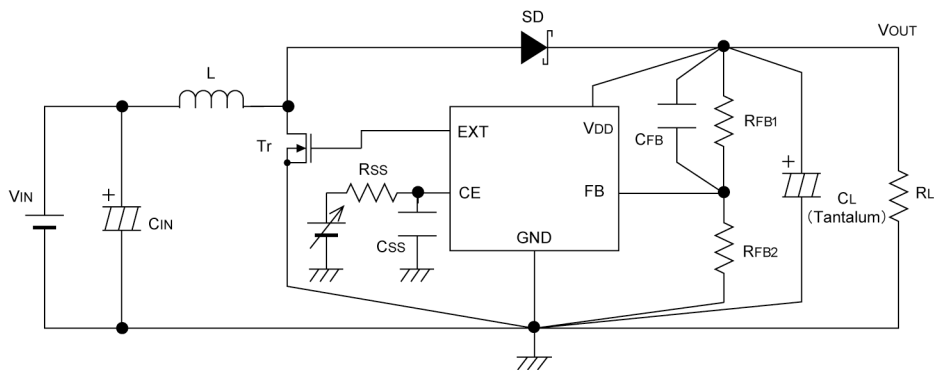 SD
VOUT
L
EXT
VDD
CFB
RFB1
Tr
RSS
VIN
CIN
CE
FB
CL
(Tantalum)
RL
CSS
GND
RFB2
+
+